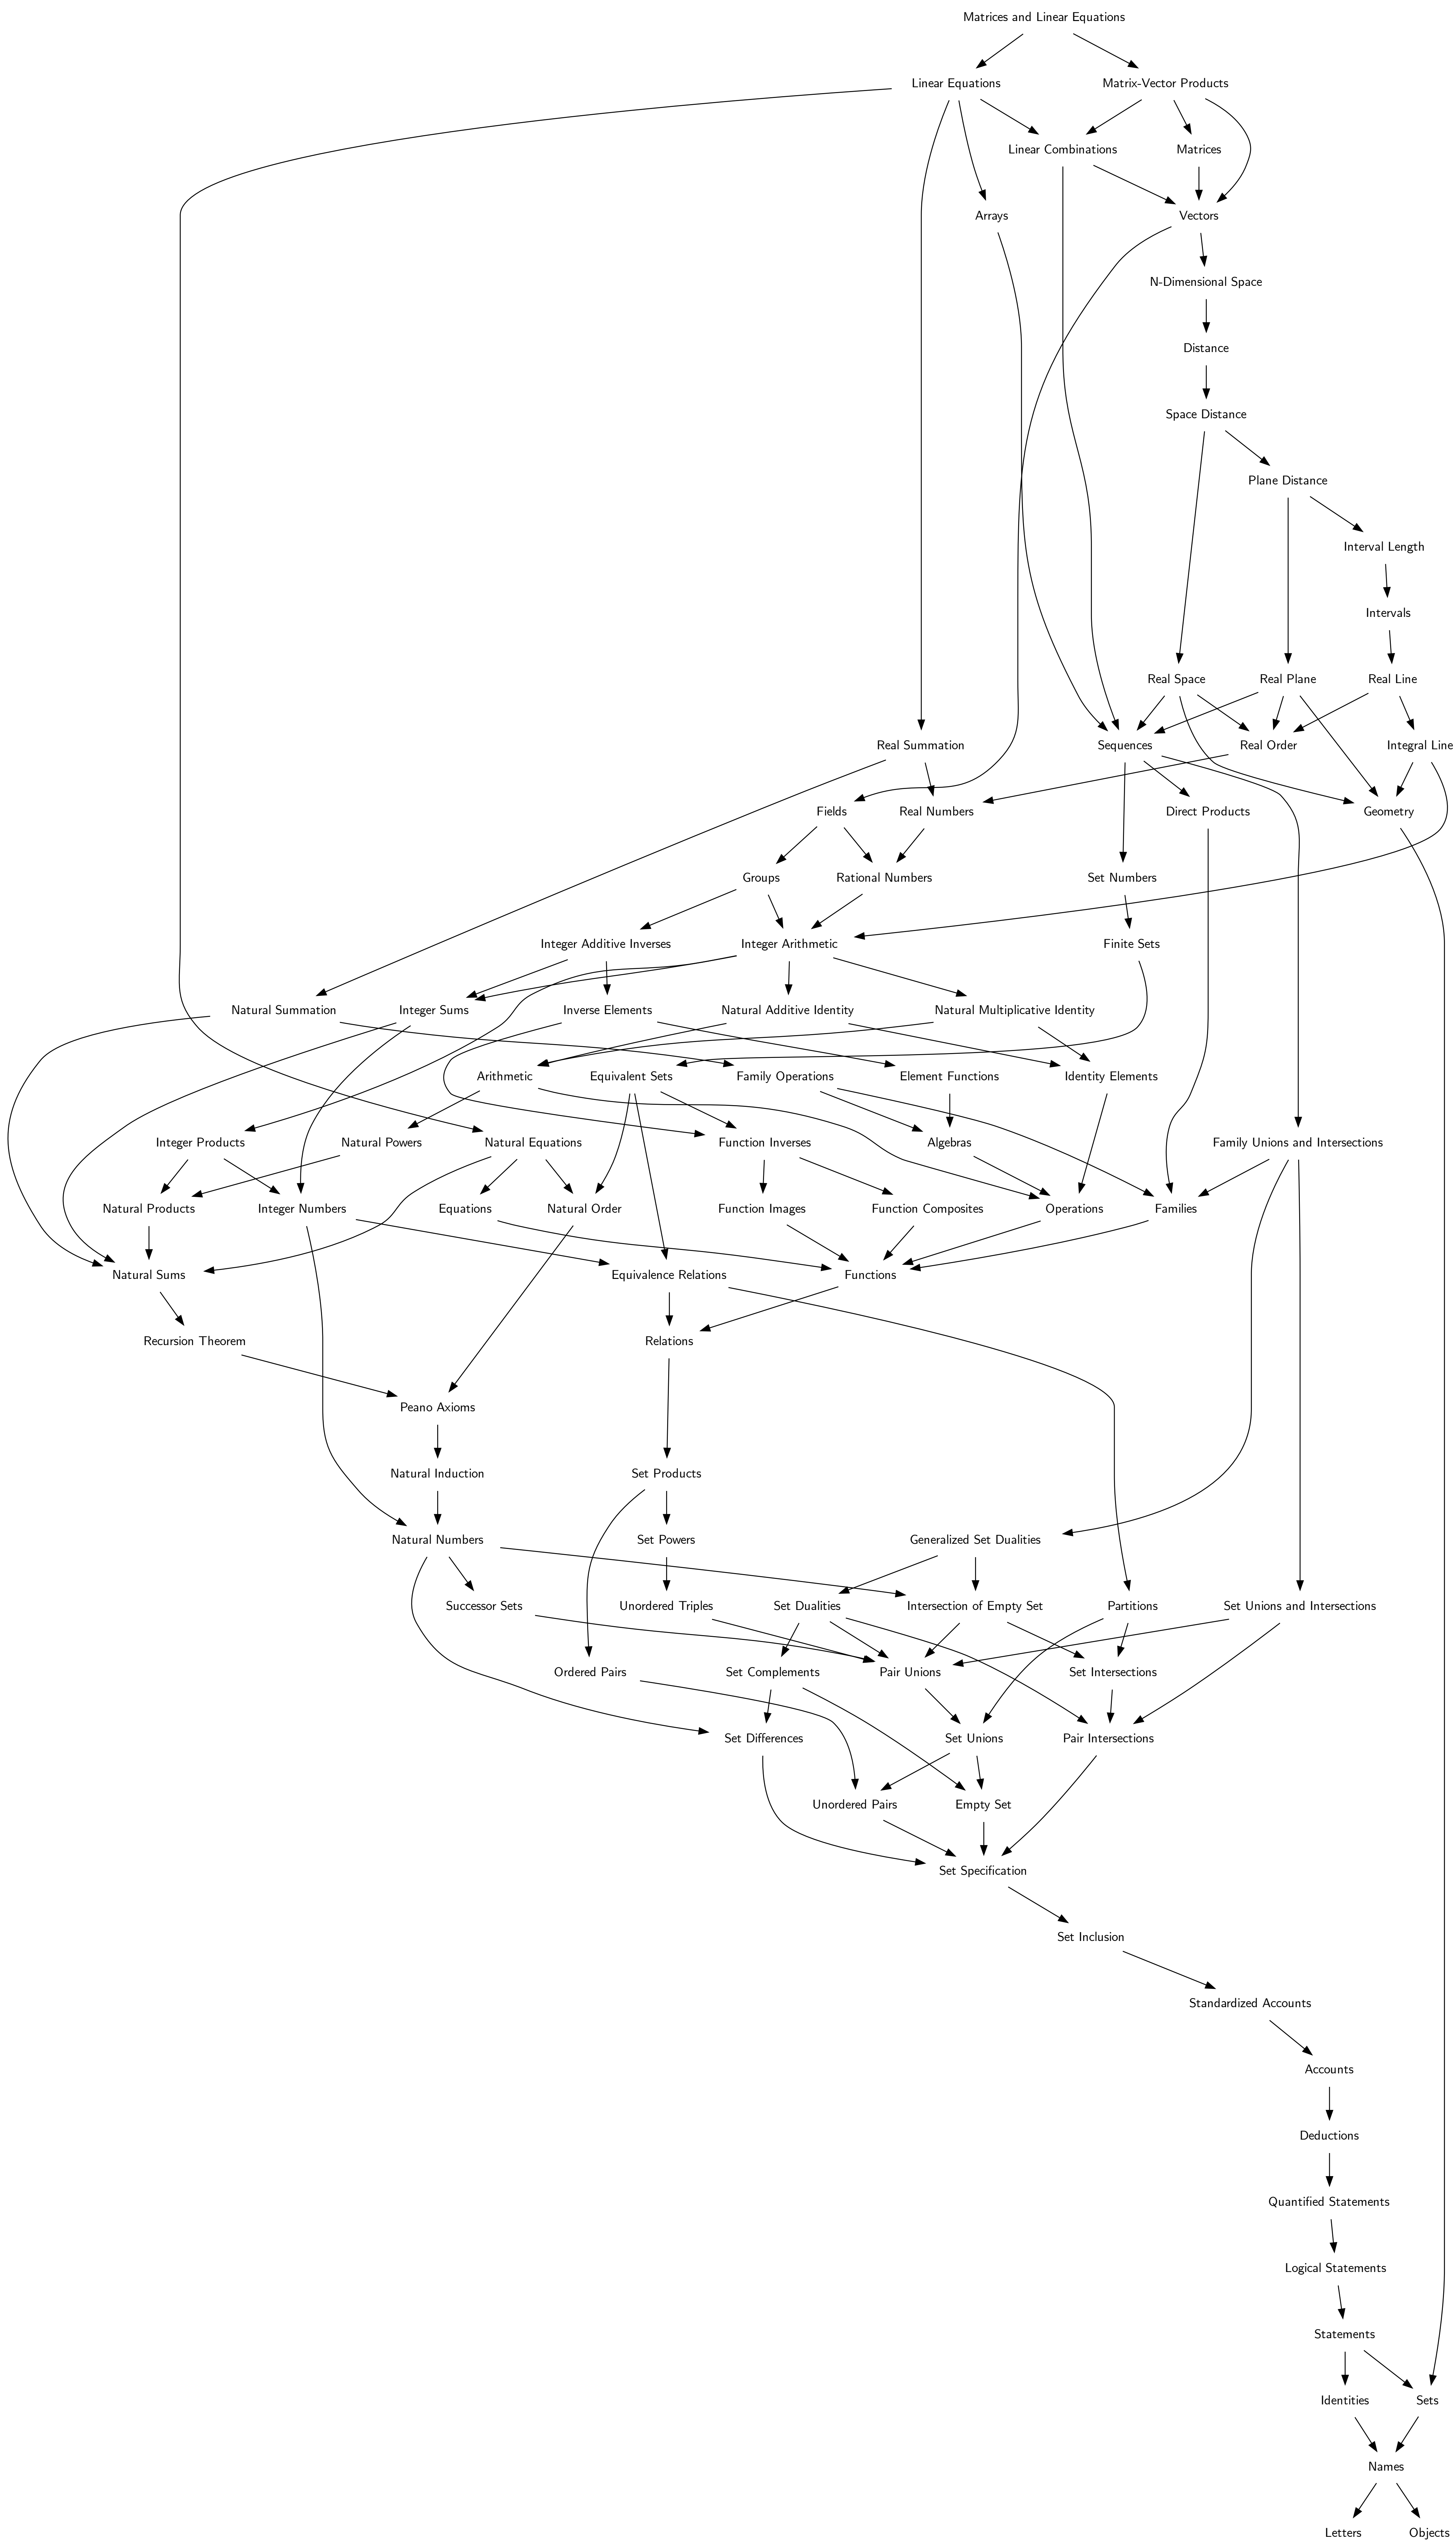 Matrices and Linear Equations
Linear Equations
Matrix-Vector Products
Linear Combinations
Matrices
Arrays
Vectors
N-Dimensional Space
Distance
Space Distance
Plane Distance
Interval Length
Intervals
Real Space
Real Plane
Real Line
Real Summation
Sequences
Real Order
Integral Line
Fields
Real Numbers
Direct Products
Geometry
Groups
Rational Numbers
Set Numbers
Integer Additive Inverses
Integer Arithmetic
Finite Sets
Natural Summation
Integer Sums
Inverse Elements
Natural Additive Identity
Natural Multiplicative Identity
Arithmetic
Equivalent Sets
Family Operations
Element Functions
Identity Elements
Integer Products
Natural Powers
Natural Equations
Function Inverses
Algebras
Family Unions and Intersections
Natural Products
Integer Numbers
Equations
Natural Order
Function Images
Function Composites
Operations
Families
Natural Sums
Equivalence Relations
Functions
Recursion Theorem
Relations
Peano Axioms
Natural Induction
Set Products
Natural Numbers
Set Powers
Generalized Set Dualities
Successor Sets
Unordered Triples
Set Dualities
Intersection of Empty Set
Partitions
Set Unions and Intersections
Ordered Pairs
Set Complements
Pair Unions
Set Intersections
Set Differences
Set Unions
Pair Intersections
Unordered Pairs
Empty Set
Set Specification
Set Inclusion
Standardized Accounts
Accounts
Deductions
Quantified Statements
Logical Statements
Statements
Identities
Sets
Names
Letters
Objects